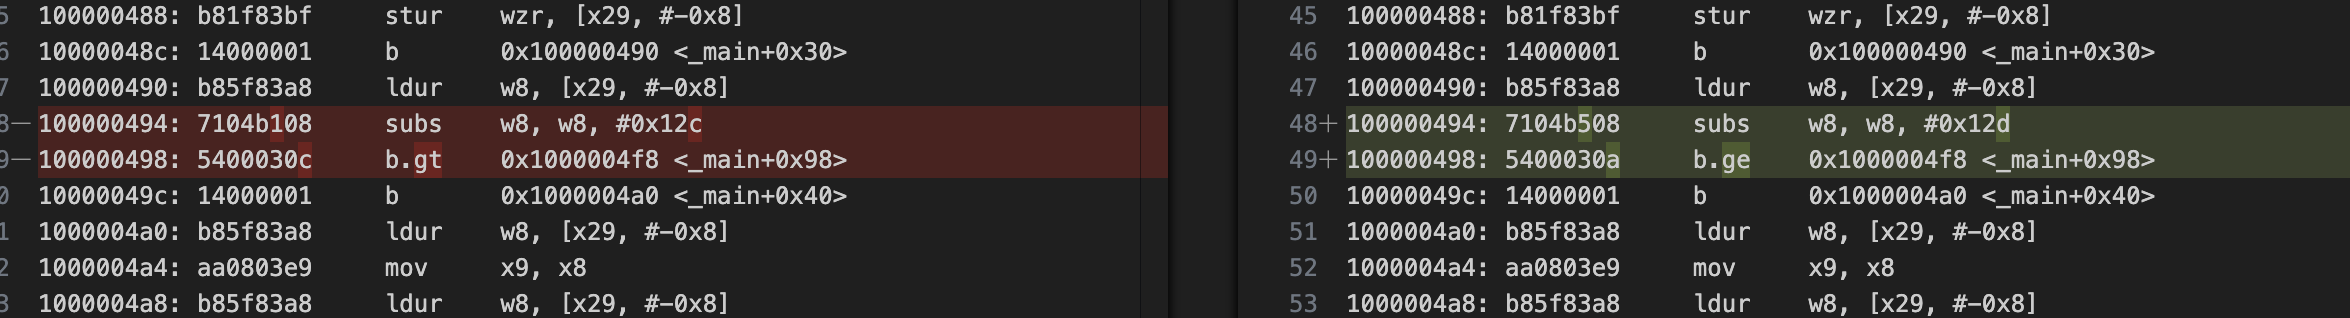 5 100000488: b81f83bf stur wzr, [x29, #-0x8]
6 10000048c: 14000001 b 0x100000490 <_main+0x30>
7 100000490: b85f83a8 ldur w8, [x29, #-0x8]
8— 100000494: 7104b108 subs w8, w8, #0x12c
9— 100000498: 5400030c b.gt 0x1000004f8 <_main+0x98>
0 10000049c: 14000001 b 0x1000004a0 <_main+0x40>
1 1000004a0: b85f83a8 ldur w8, [x29, #-0x8]
2 1000004a4: aa0803e9 mov x9, x8
3 1000004a8: b85f83a8 ldur w8, [x29, #-0x8]
45 100000488: b81f83bf stur wzr, [x29, #-0x8]
46 10000048c: 14000001 b 0x100000490 <_main+0x30>
47 100000490: b85f83a8 ldur w8, [x29, #-0x8]
48+ 100000494: 7104b508 subs w8, w8, #0x12d
49+ 100000498: 5400030a b.ge 0x1000004f8 <_main+0x98>
50 10000049c: 14000001 b 0x1000004a0 <_main+0x40>
51 1000004a0: b85f83a8 ldur w8, [x29, #-0x8]
52 1000004a4: aa0803e9 mov x9, x8
53 1000004a8: b85f83a8 ldur w8, [x29, #-0x8]